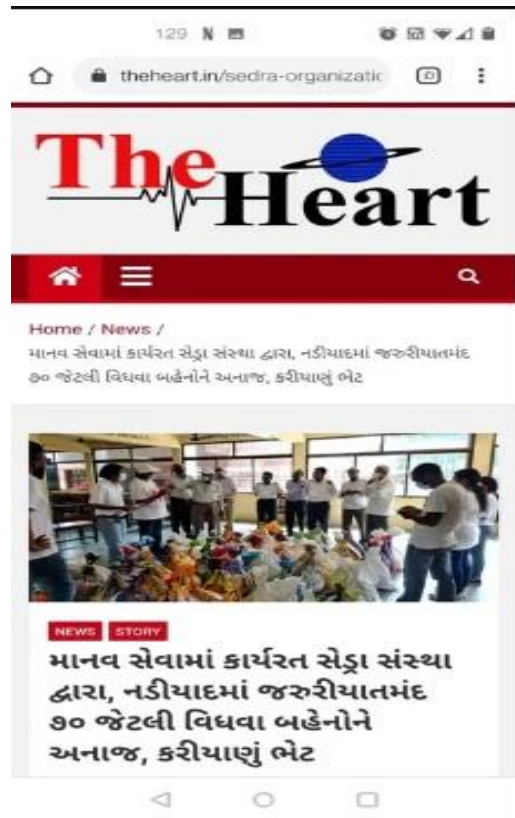 129 N
theheart.in/sedra-organizatic
The
Heart
Home / News /
માનવ સેવામાં કાર્યરત સેડ્રા સંસ્થા દ્વારા, નડીયાદમાં જરુરીયાતમંદ
૭૦ જેટલી વિધવા બહેનોને અનાજ, કરીયાણું ભેટ
NEWS STORY
માનવ સેવામાં કાર્યરત સેડ્રા સંસ્થા
દ્વારા, નડીયાદમાં જરુરીયાતમંદ
૭૦ જેટલી વિધવા બહેનોને
અનાજ, કરીયાણું ભેટ